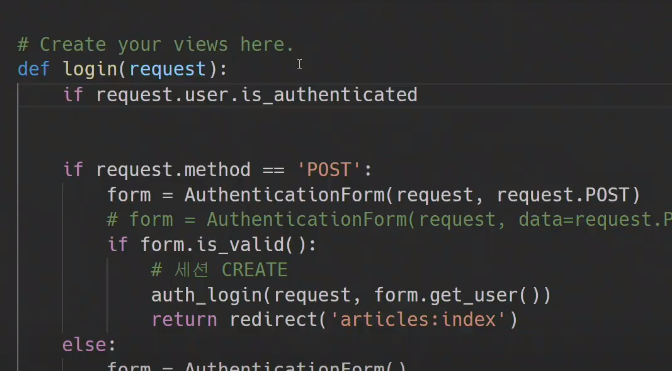 # Create your views here.
def login(request):
if request.user.is_authenticated
if request.method == 'POST':
form = AuthenticationForm(request, request.POST)
# form = AuthenticationForm(request, data=request.P
if form.is_valid():
# 세션 CREATE
auth_login(request, form.get_user())
return redirect('articles:index')
else:
form = AuthenticationForm()